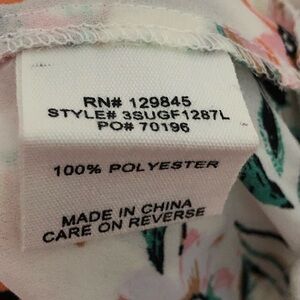 RN# 129845
STYLE# 3SUGF1287L
PO# 70196
100% POLYESTER
MADE IN CHINA
CARE ON REVERSE